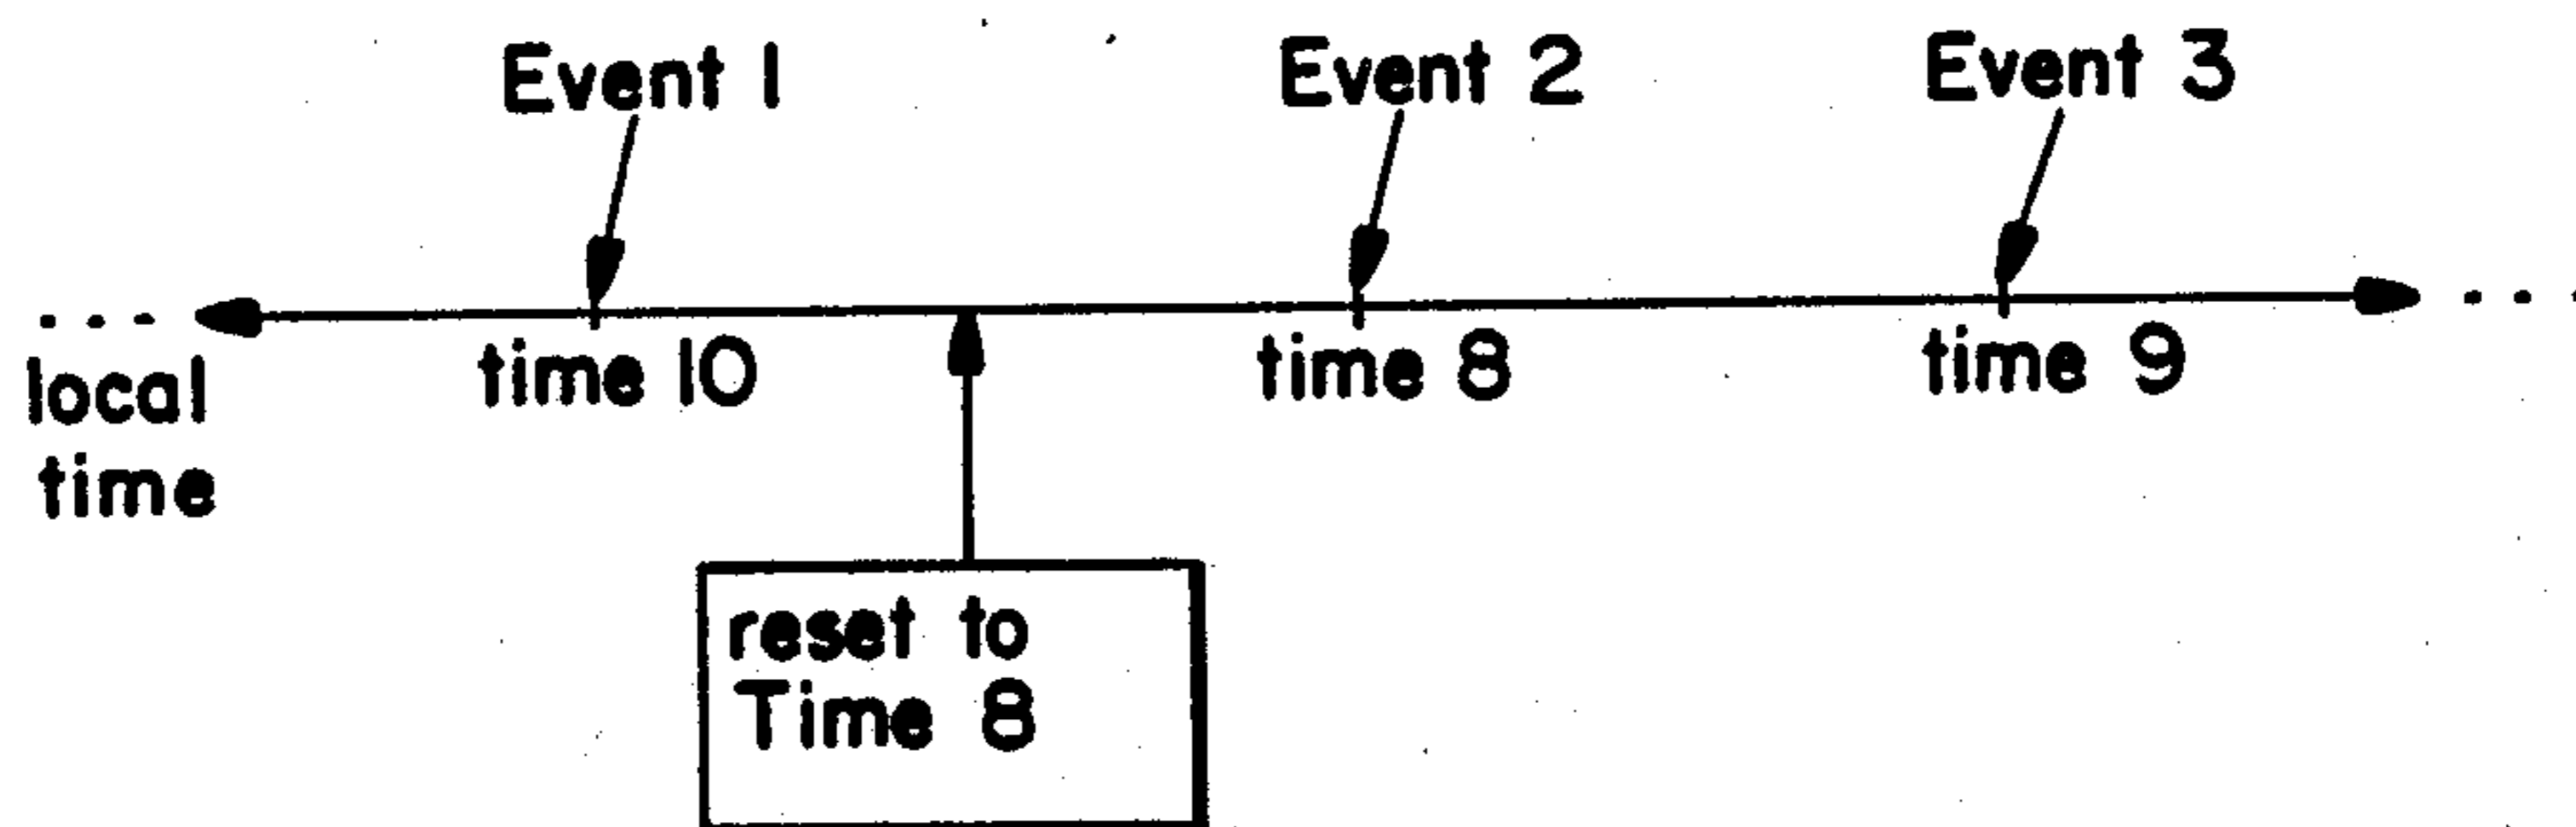 Event 1
Event 2
Event 3
. . .
. . .
local
time
time 10
time 8
time 9
reset to
Time 8